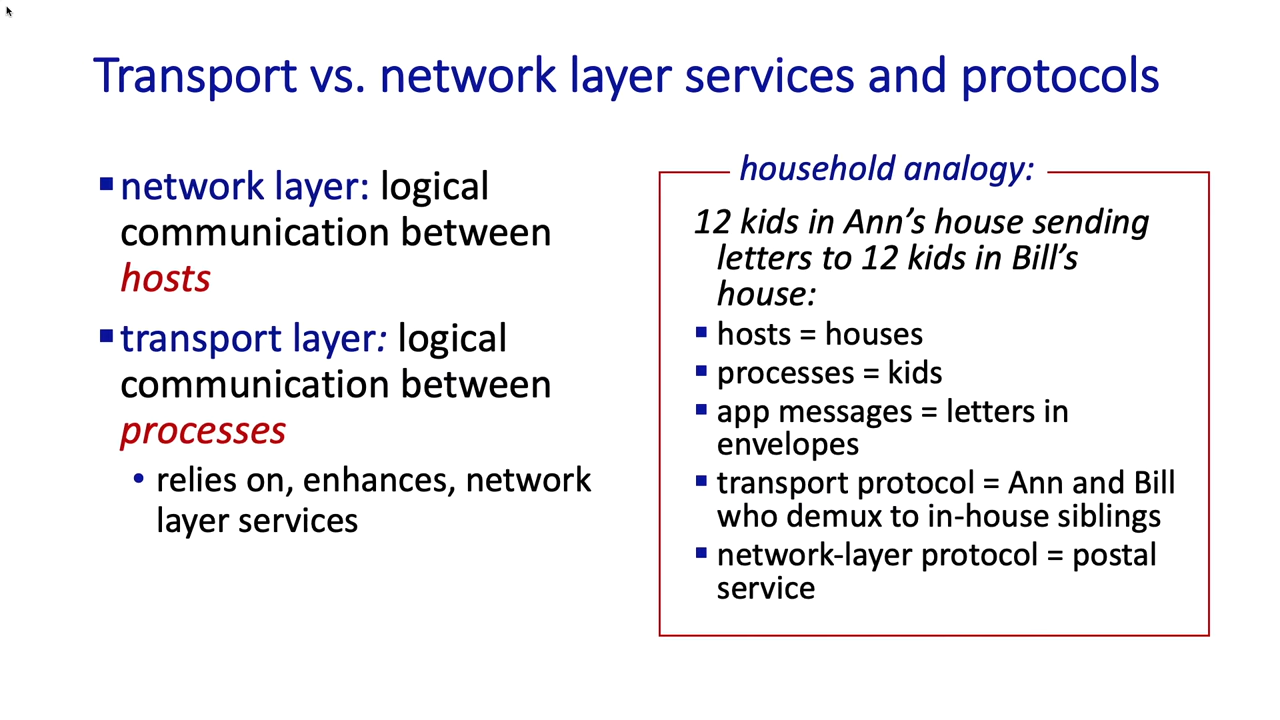 Transport vs. network layer services and protocols
▪network layer: logical
communication between
hosts
▪transport layer: logical
communication between
processes
• relies on, enhances, network
layer services
household analogy:
12 kids in Ann’s house sending
letters to 12 kids in Bill’s
house:
▪ hosts = houses
▪ processes = kids
▪ app messages = letters in
envelopes
▪ transport protocol = Ann and Bill
who demux to in-house siblings
▪ network-layer protocol = postal
service